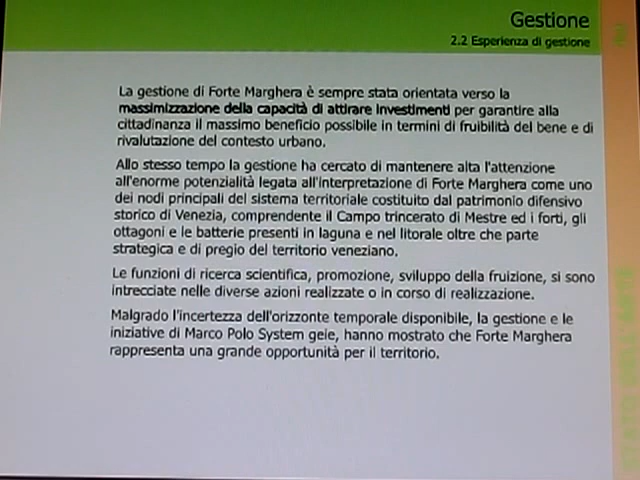 Gestione
2.2 Esperienza di gestione
La gestione di Forte Marghera è sempre stata orientata verso la
massimizzazione della capacità di attirare investimenti per garantire alla
cittadinanza il massimo beneficio possibile in termini di fruibilità del bene e di
rivalutazione del contesto urbano.
Allo stesso tempo la gestione ha cercato di mantenere alta l'attenzione
all'enorme potenzialità legata all'interpretazione di Forte Marghera come uno
dei nodi principali del sistema territoriale costituito dal patrimonio difensivo
storico di Venezia, comprendente il Campo trincerato di Mestre ed i forti, gli
ottagoni e le batterie presenti in laguna e nel litorale oltre che parte
strategica e di pregio del territorio veneziano.
Le funzioni di ricerca scientifica, promozione, sviluppo della fruizione, si sono
intrecciate nelle diverse azioni realizzate o in corso di realizzazione.
Malgrado l'incertezza dell'orizzonte temporale disponibile, la gestione e le
iniziative di Marco Polo System geie, hanno mostrato che Forte Marghera
rappresenta una grande opportunità per il territorio.